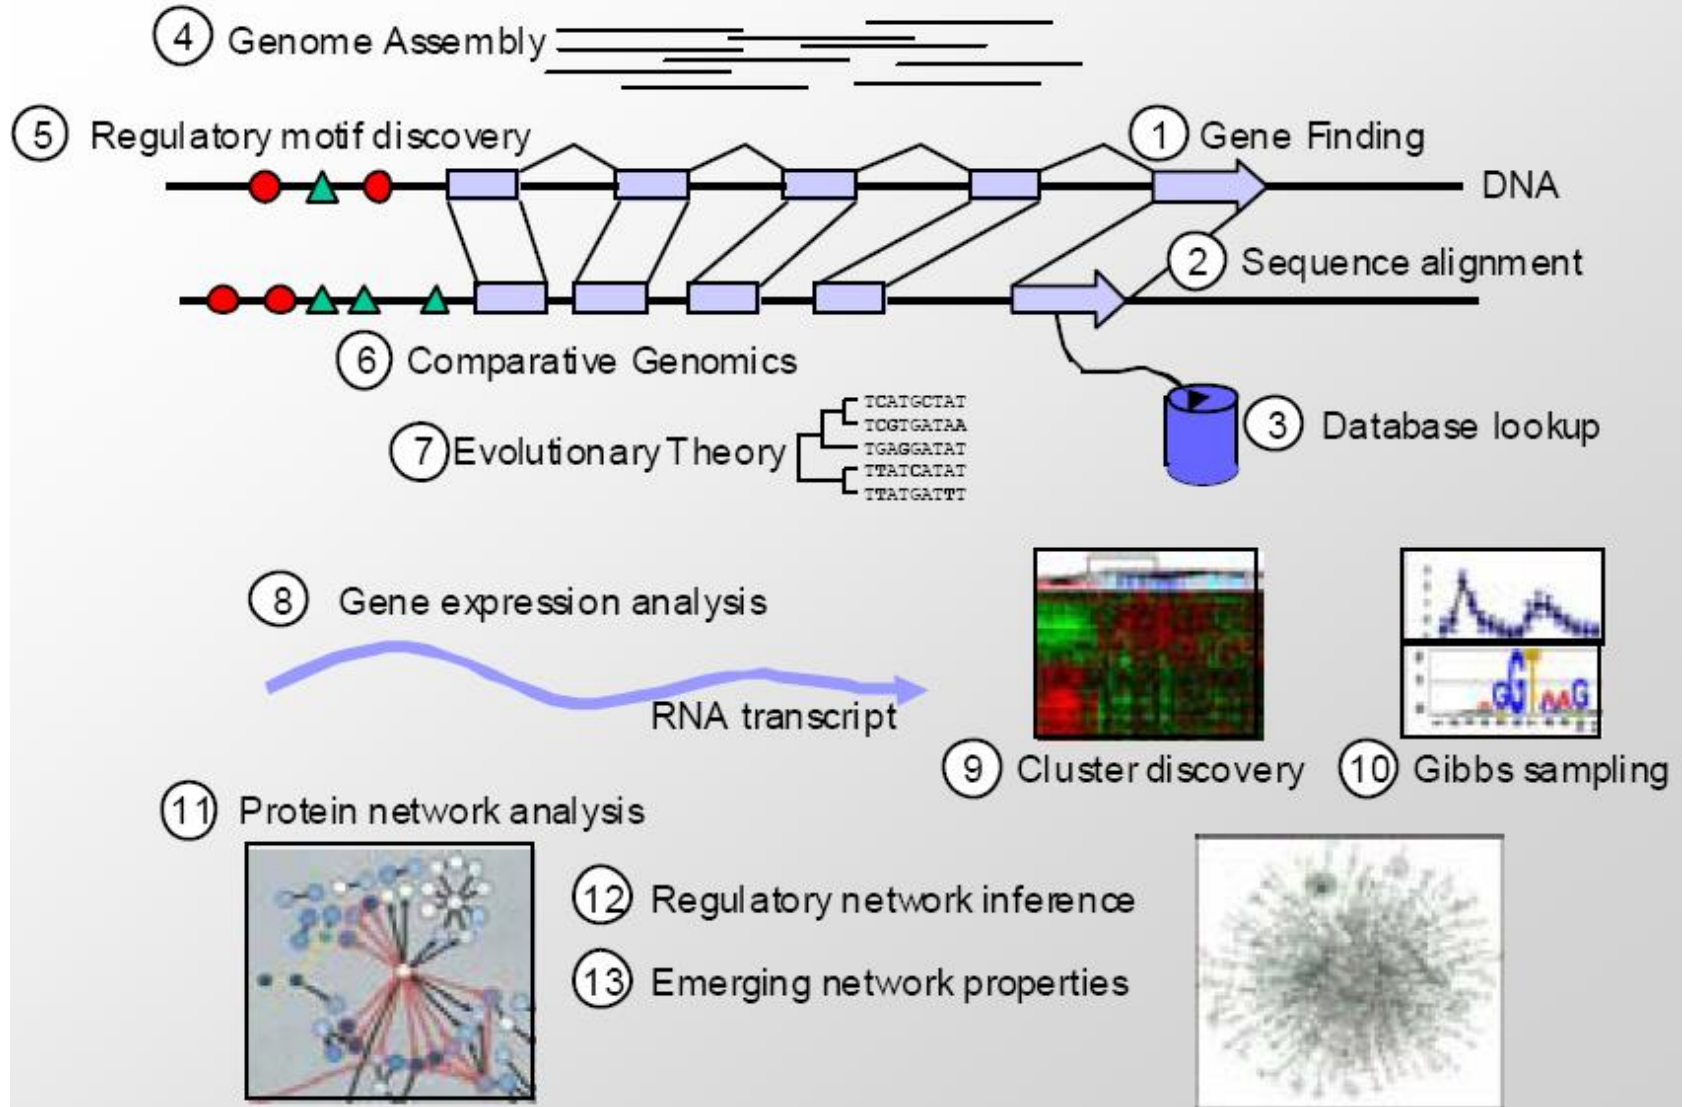 4 Genome Assembly
5 Regulatory motif discovery
1 Gene Finding
DNA
2 Sequence alignment
6 Comparative Genomics
7 Evolutionary Theory
TCATGCTAT
TCGTGATAA
TGAGGATAT
TTATCATAT
TTATGATTT
3 Database lookup
8 Gene expression analysis
RNA transcript
9 Cluster discovery
10 Gibbs sampling
11 Protein network analysis
12 Regulatory network inference
13 Emerging network properties